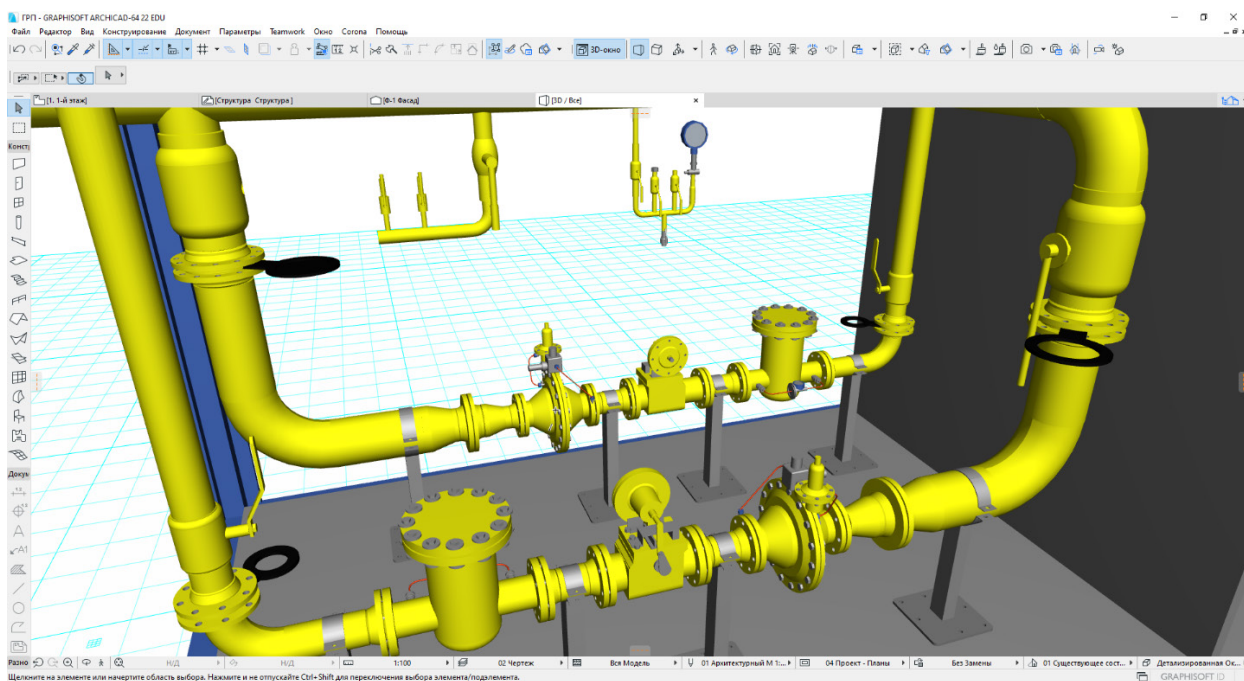 ГРП - GRAPHISOFT ARCHICAD-64 22 EDU
Файл Редактор Вид Конструирование Документ Параметры Teamwork Окно Corona Помощь
3D-окно
[1. 1-й этаж] [Структура Структура ] [Ф-1 Фасад] [3D / Все]
Конст
Докум
A
A1
Разно Н/Д Н/Д 1:100 02 Чертеж Вся Модель 01 Архитектурный М 1:... 04 Проект - Планы Без Замены 01 Существующее сост... Детализированная Ок...
Щелкните на элементе или начертите область выбора. Нажмите и не отпускайте Ctrl+Shift для переключения выбора элемента/подэлемента. GRAPHISOFT ID